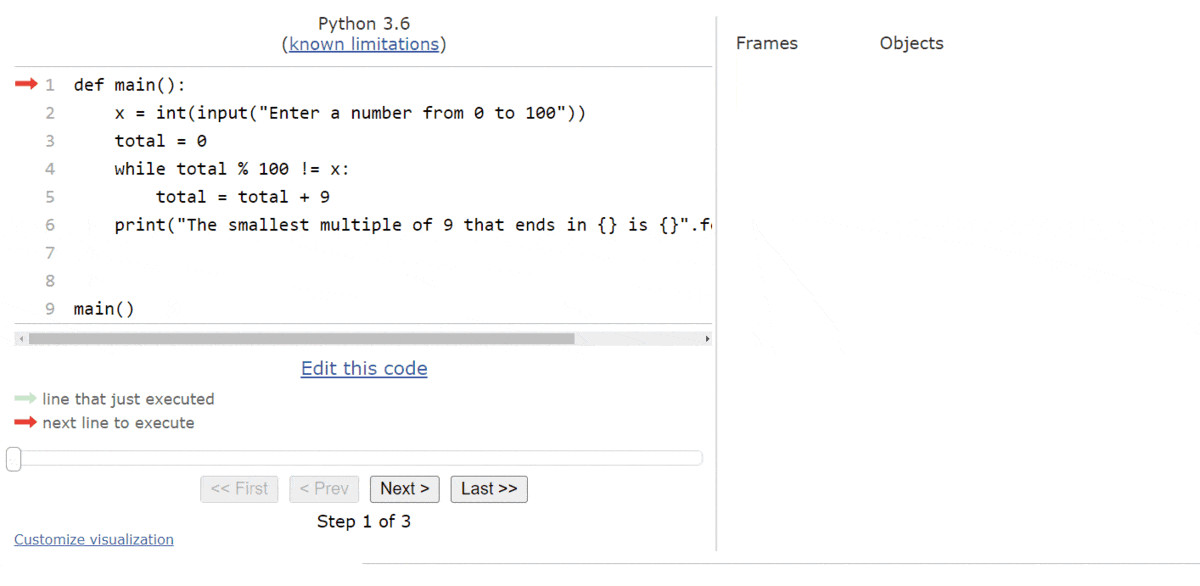 Python 3.6
(known limitations)
1 def main():
2     x = int(input("Enter a number from 0 to 100"))
3     total = 0
4     while total % 100 != x:
5         total = total + 9
6     print("The smallest multiple of 9 that ends in {} is {}".f
7
8
9 main()
Edit this code
line that just executed
next line to execute
<< First < Prev Next > Last >>
Step 1 of 3
Customize visualization
Frames Objects